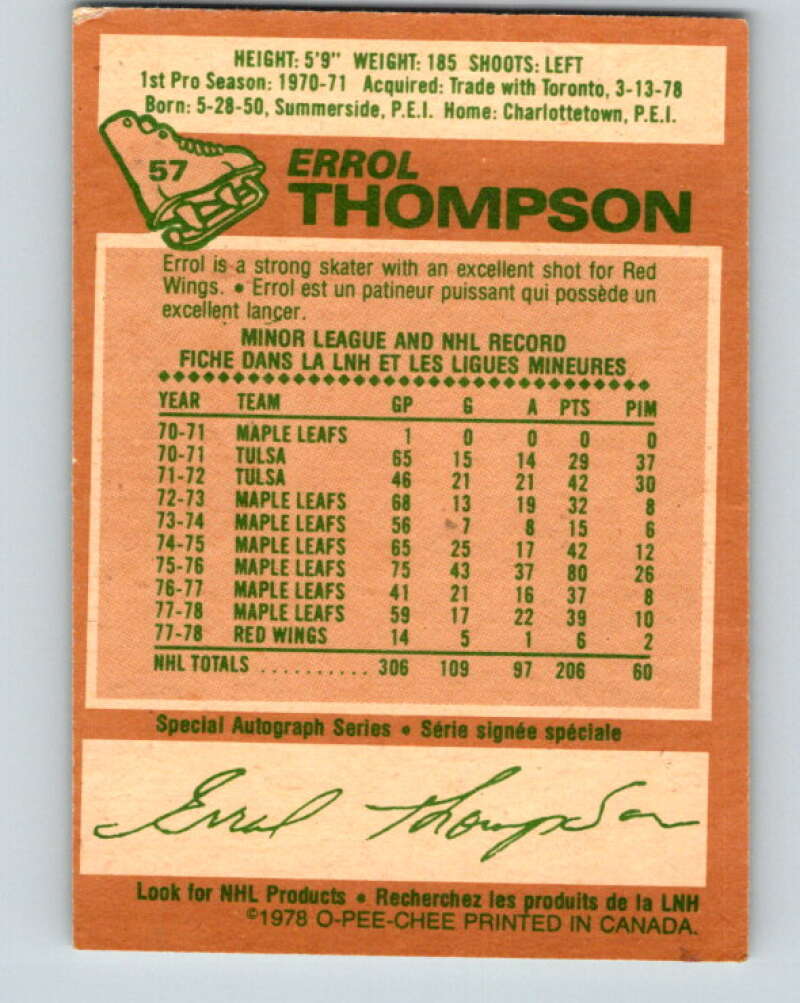 HEIGHT: 5'9" WEIGHT: 185 SHOOTS: LEFT
1st Pro Season: 1970-71 Acquired: Trade with Toronto, 3-13-78
Born: 5-28-50, Summerside, P.E.I. Home: Charlottetown, P.E.I.
57
ERROL
THOMPSON
Errol is a strong skater with an excellent shot for Red
Wings. • Errol est un patineur puissant qui possède un
excellent lancer.
MINOR LEAGUE AND NHL RECORD
FICHE DANS LA LNH ET LES LIGUES MINEURES
YEAR TEAM GP G A PTS PIM
70-71 MAPLE LEAFS 1 0 0 0 0
70-71 TULSA 65 15 14 29 37
71-72 TULSA 46 21 21 42 30
72-73 MAPLE LEAFS 68 13 19 32 8
73-74 MAPLE LEAFS 56 7 8 15 6
74-75 MAPLE LEAFS 65 25 17 42 12
75-76 MAPLE LEAFS 75 43 37 80 26
76-77 MAPLE LEAFS 41 21 16 37 8
77-78 MAPLE LEAFS 59 17 22 39 10
77-78 RED WINGS 14 5 1 6 2
NHL TOTALS .......... 306 109 97 206 60
Special Autograph Series • Série signée spéciale
Errol Thompson
Look for NHL Products • Recherchez les produits de la LNH
©1978 O-PEE-CHEE PRINTED IN CANADA.